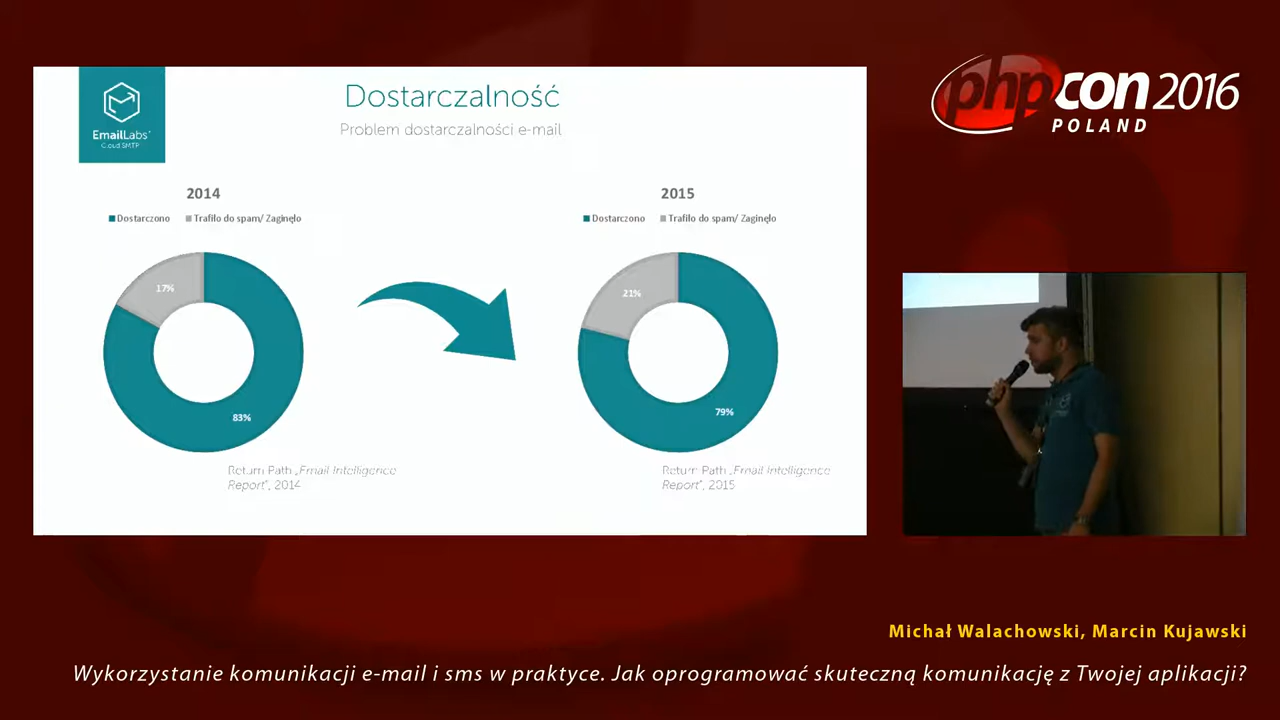 EmailLabs
Cloud SMTP
Dostarczalność
Problem dostarczalności e-mail
2014
Dostarczono
Trafiło do spam/ Zaginęło
17%
83%
Return Path „Email Intelligence
Report", 2014
2015
Dostarczono
Trafiło do spam/ Zaginęło
21%
79%
Return Path „Email Intelligence
Report", 2015
phpcon 2016
POLAND
Michał Walachowski, Marcin Kujawski
Wykorzystanie komunikacji e-mail i sms w praktyce. Jak oprogramować skuteczną komunikację z Twojej aplikacji?